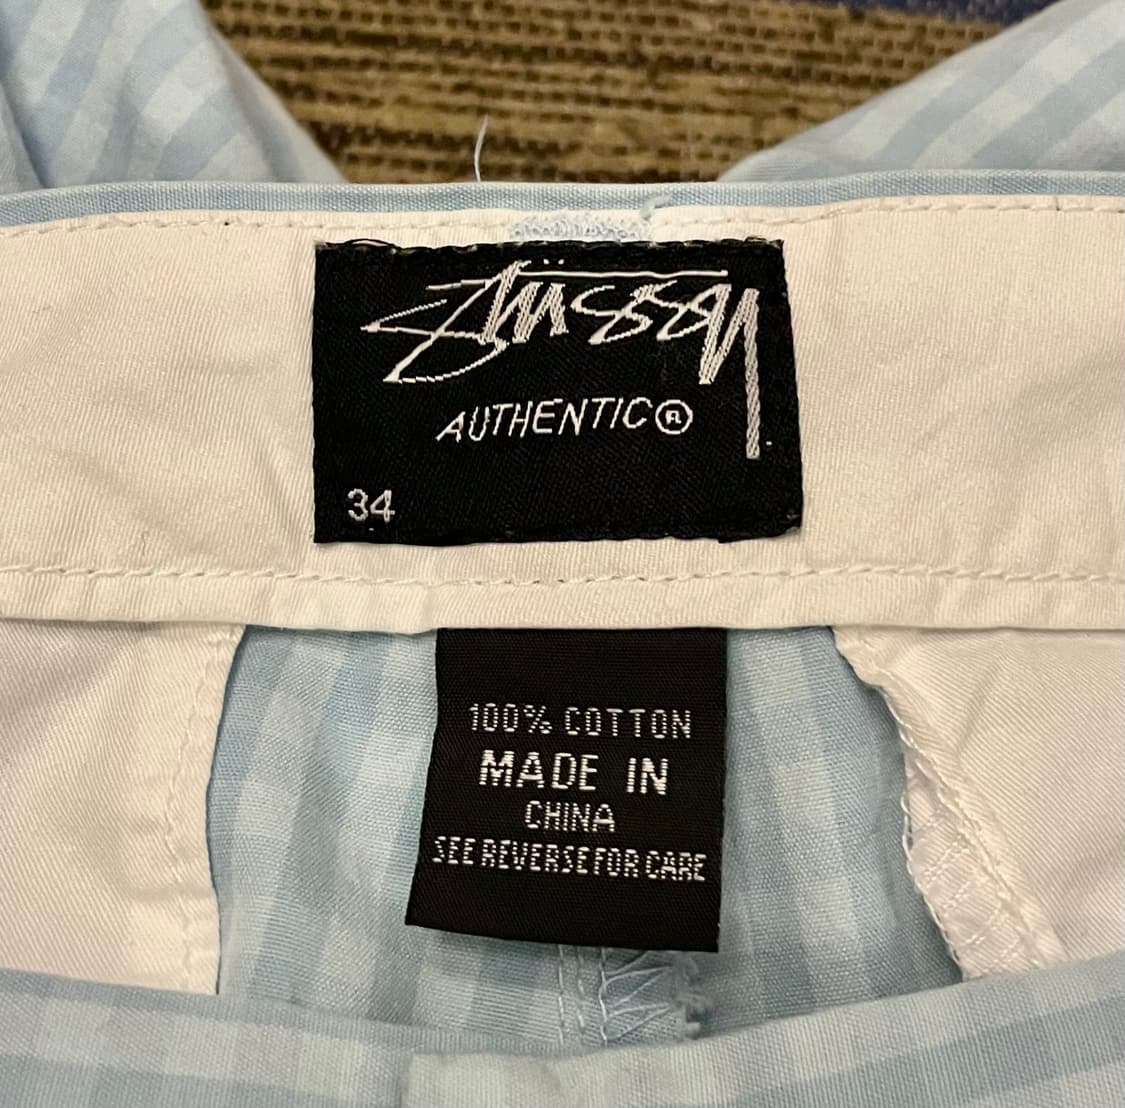 Stüssy
AUTHENTIC®
34
100% COTTON
MADE IN
CHINA
SEE REVERSE FOR CARE